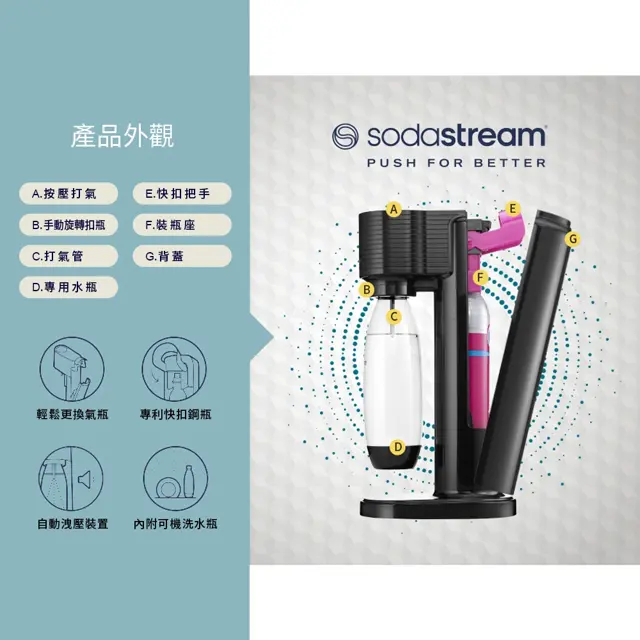 產品外觀
A.按壓打氣
E.快扣把手
B.手動旋轉扣瓶
F.裝瓶座
C.打氣管
G.背蓋
D.專用水瓶
輕鬆更換氣瓶
專利快扣鋼瓶
自動洩壓裝置
內附可機洗水瓶
sodastream
PUSH FOR BETTER
A
E
G
F
B
C
D